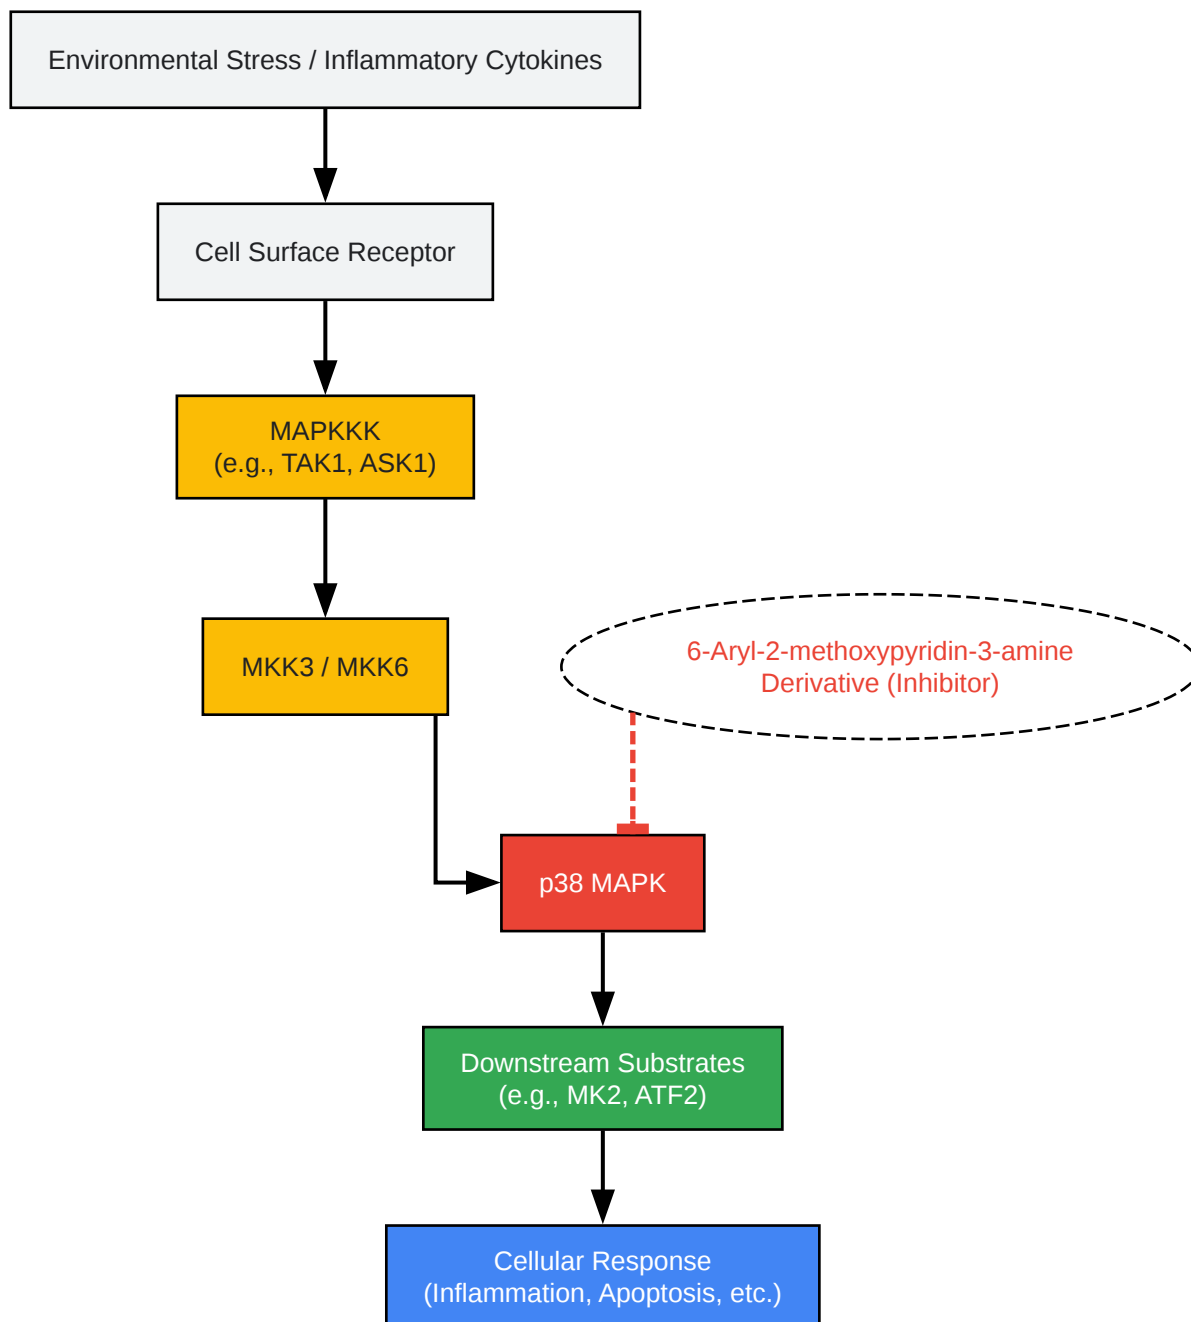 Environmental Stress / Inflammatory Cytokines
Cell Surface Receptor
MAPKKK
(e.g., TAK1, ASK1)
MKK3 / MKK6
6-Aryl-2-methoxypyridin-3-amine
Derivative (Inhibitor)
p38 MAPK
Downstream Substrates
(e.g., MK2, ATF2)
Cellular Response
(Inflammation, Apoptosis, etc.)